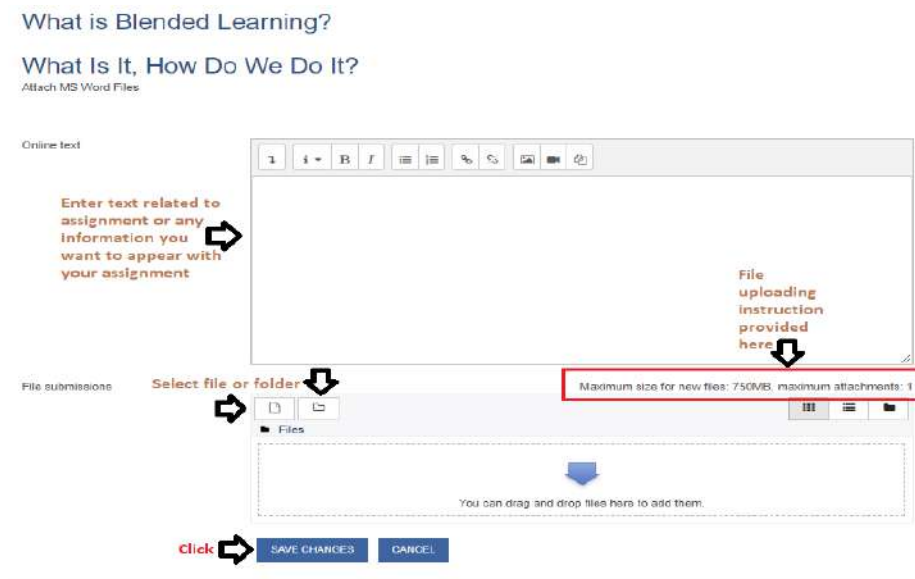 What is Blended Learning?
What Is It, How Do We Do It?
Attach MS Word Files
Online text
B I
Enter text related to
assignment or any
information you
want to appear with
your assignment
File
uploading
instruction
provided
here
File submissions
Select file or folder
Maximum size for new files: 750MB, maximum attachments: 1
Files
You can drag and drop files here to add them.
Click
SAVE CHANGES
CANCEL